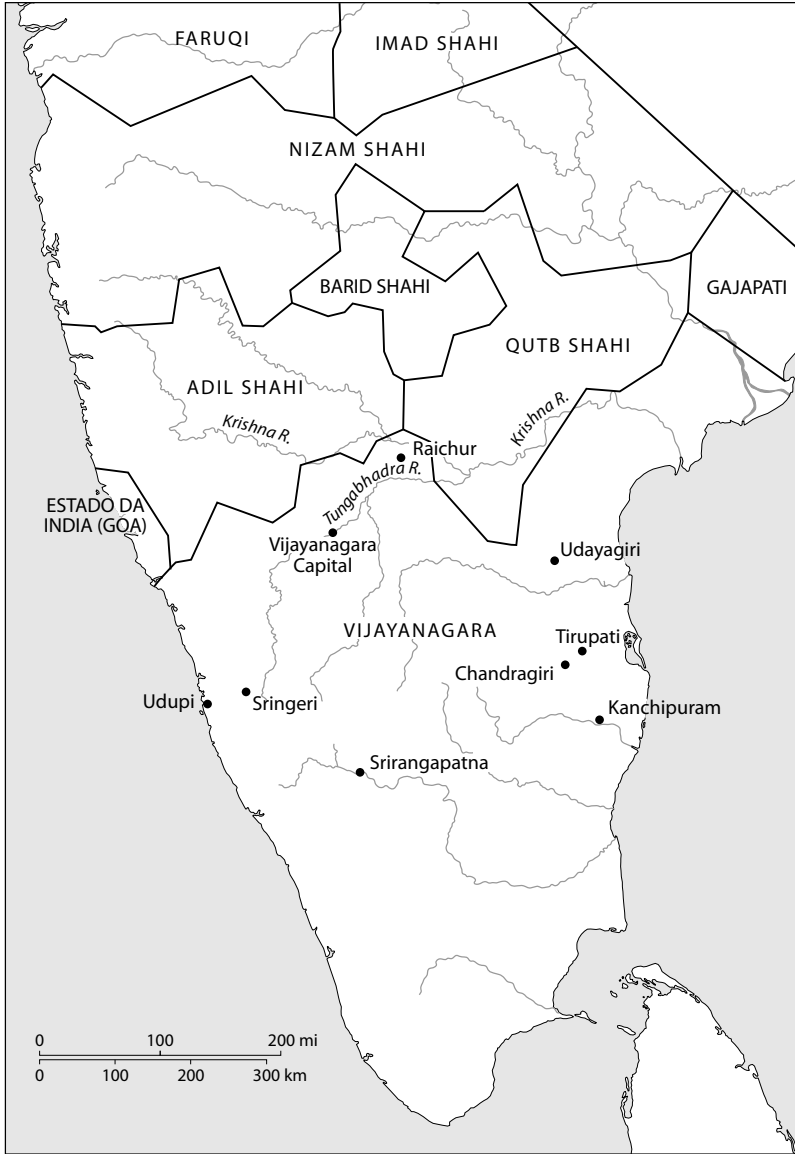 FARUQI
IMAD SHAHI
NIZAM SHAHI
BARID SHAHI
GAJAPATI
QUTB SHAHI
ADIL SHAHI
Krishna R.
Krishna R.
Raichur
Tungabhadra R.
ESTADO DA
INDIA (GOA)
Vijayanagara
Capital
Udayagiri
VIJAYANAGARA
Tirupati
Chandragiri
Udupi
Sringeri
Kanchipuram
Srirangapatna
0 100 200 mi
0 100 200 300 km